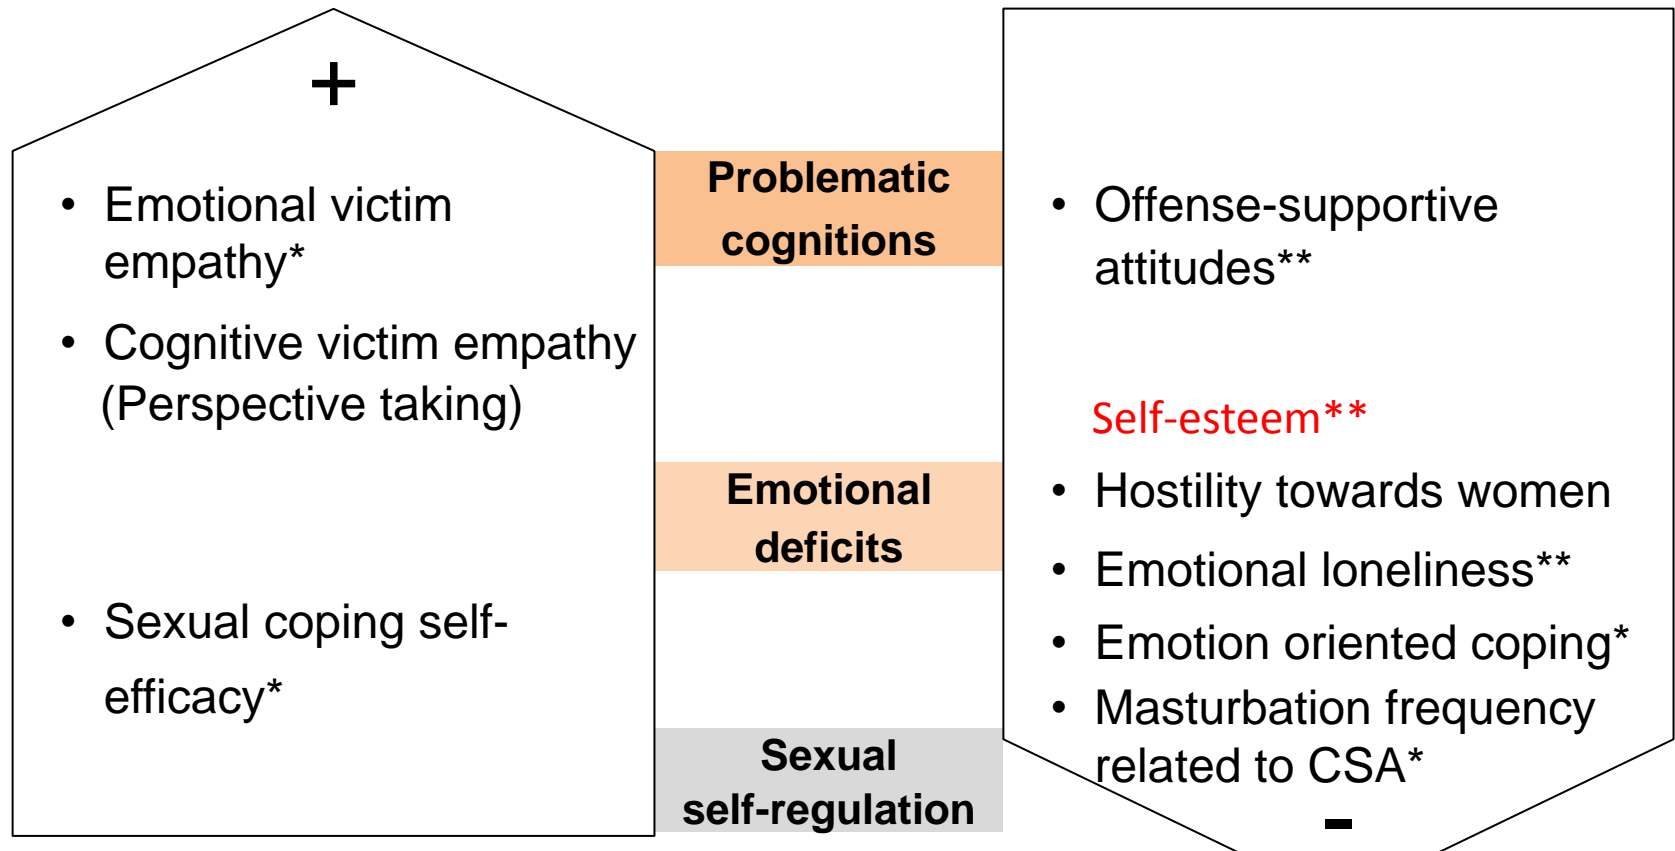 +
• Emotional victim
empathy*
• Cognitive victim empathy
(Perspective taking)
• Sexual coping self-
efficacy*
Problematic
cognitions
Emotional
deficits
Sexual
self-regulation
• Offense-supportive
attitudes**
Self-esteem**
• Hostility towards women
• Emotional loneliness**
• Emotion oriented coping*
• Masturbation frequency
related to CSA*
-